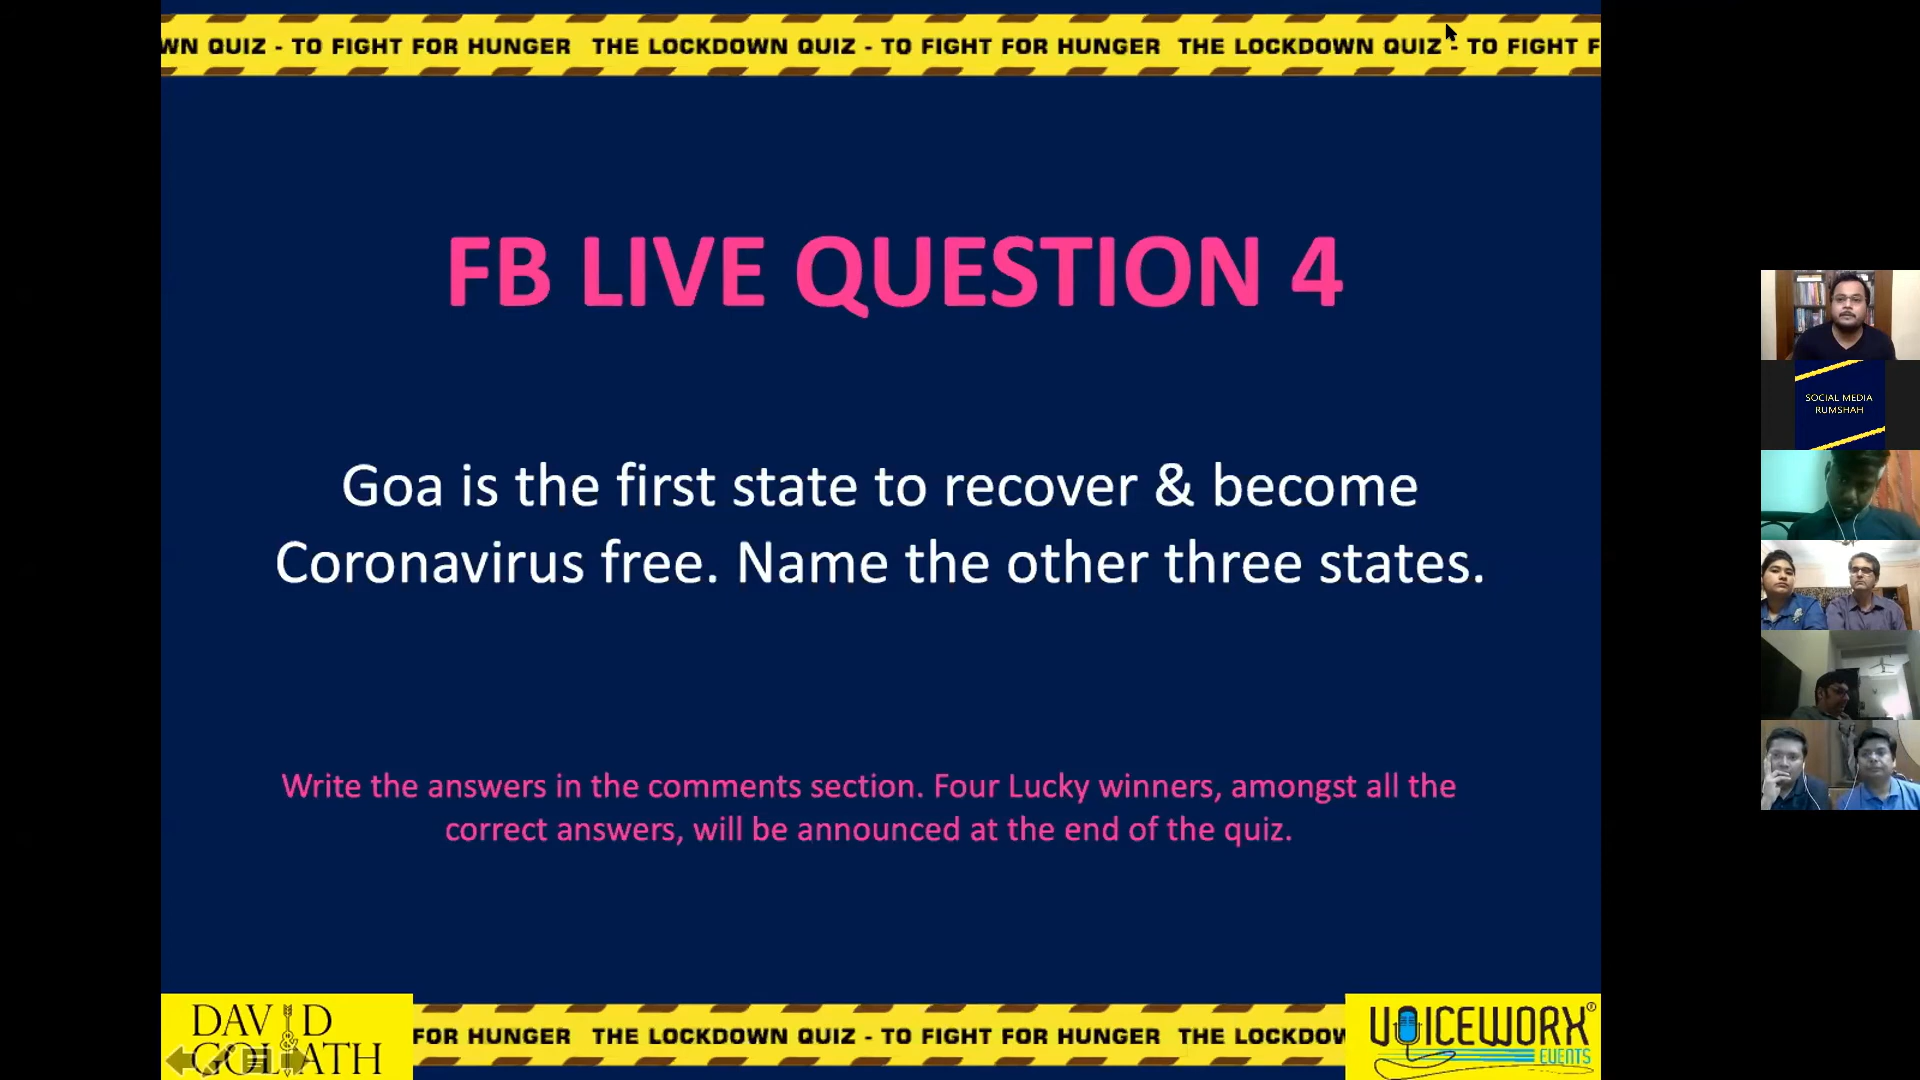 WN QUIZ - TO FIGHT FOR HUNGER THE LOCKDOWN QUIZ - TO FIGHT FOR HUNGER THE LOCKDOWN QUIZ - TO FIGHT F
FB LIVE QUESTION 4
Goa is the first state to recover & become
Coronavirus free. Name the other three states.
Write the answers in the comments section. Four Lucky winners, amongst all the
correct answers, will be announced at the end of the quiz.
SOCIAL MEDIA
RUMSHAH
DAVID
&
GOLIATH
FOR HUNGER THE LOCKDOWN QUIZ - TO FIGHT FOR HUNGER THE LOCKDOW
VOICEWORX®
EVENTS